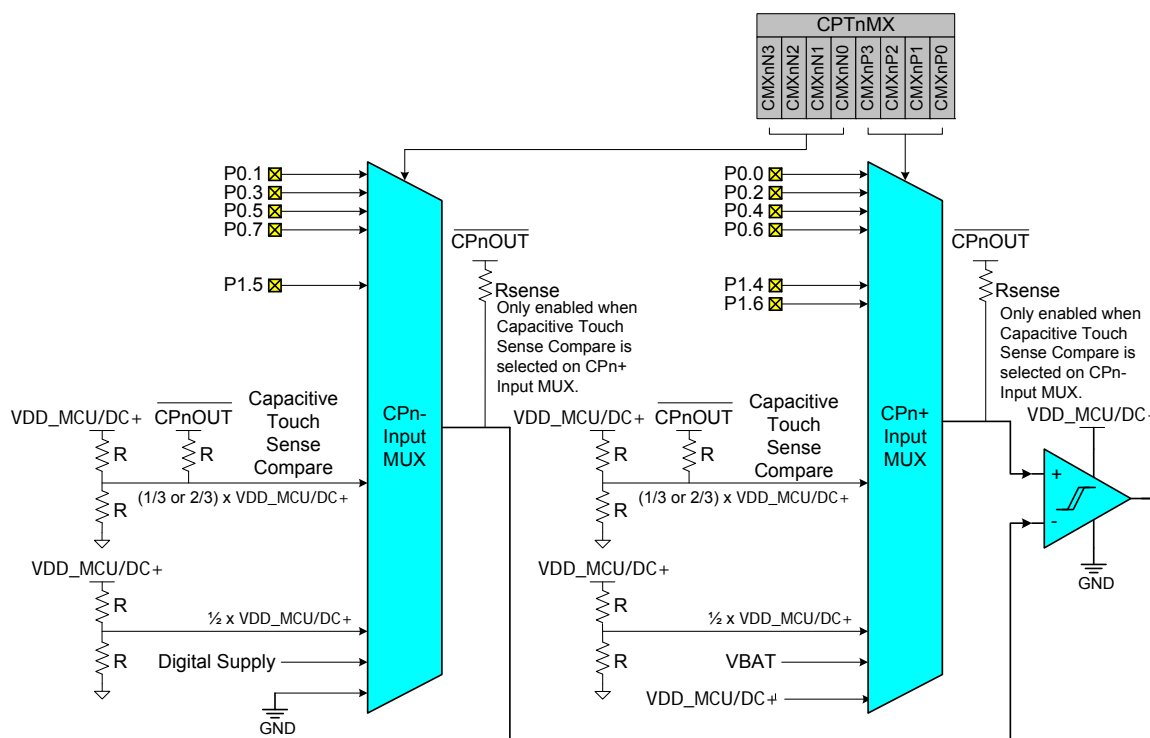 CPTnMX
CMXnN3
CMXnN2
CMXnN1
CMXnN0
CMXnP3
CMXnP2
CMXnP1
CMXnP0
P0.1
P0.3
P0.5
P0.7
P1.5
CPnOUT
Rsense
Only enabled when
Capacitive Touch
Sense Compare is
selected on CPn+
Input MUX.
VDD_MCU/DC+
R
R
CPnOUT
R
Capacitive
Touch
Sense
Compare
(1/3 or 2/3) x VDD_MCU/DC+
CPn-
Input
MUX
VDD_MCU/DC+
R
R
½ x VDD_MCU/DC+
Digital Supply
GND
P0.0
P0.2
P0.4
P0.6
P1.4
P1.6
CPnOUT
Rsense
Only enabled when
Capacitive Touch
Sense Compare is
selected on CPn-
Input MUX.
VDD_MCU/DC+
R
R
CPnOUT
R
Capacitive
Touch
Sense
Compare
(1/3 or 2/3) x VDD_MCU/DC+
CPn+
Input
MUX
VDD_MCU/DC+
R
R
½ x VDD_MCU/DC+
VBAT
VDD_MCU/DC+
VDD_MCU/DC+
+
-
GND